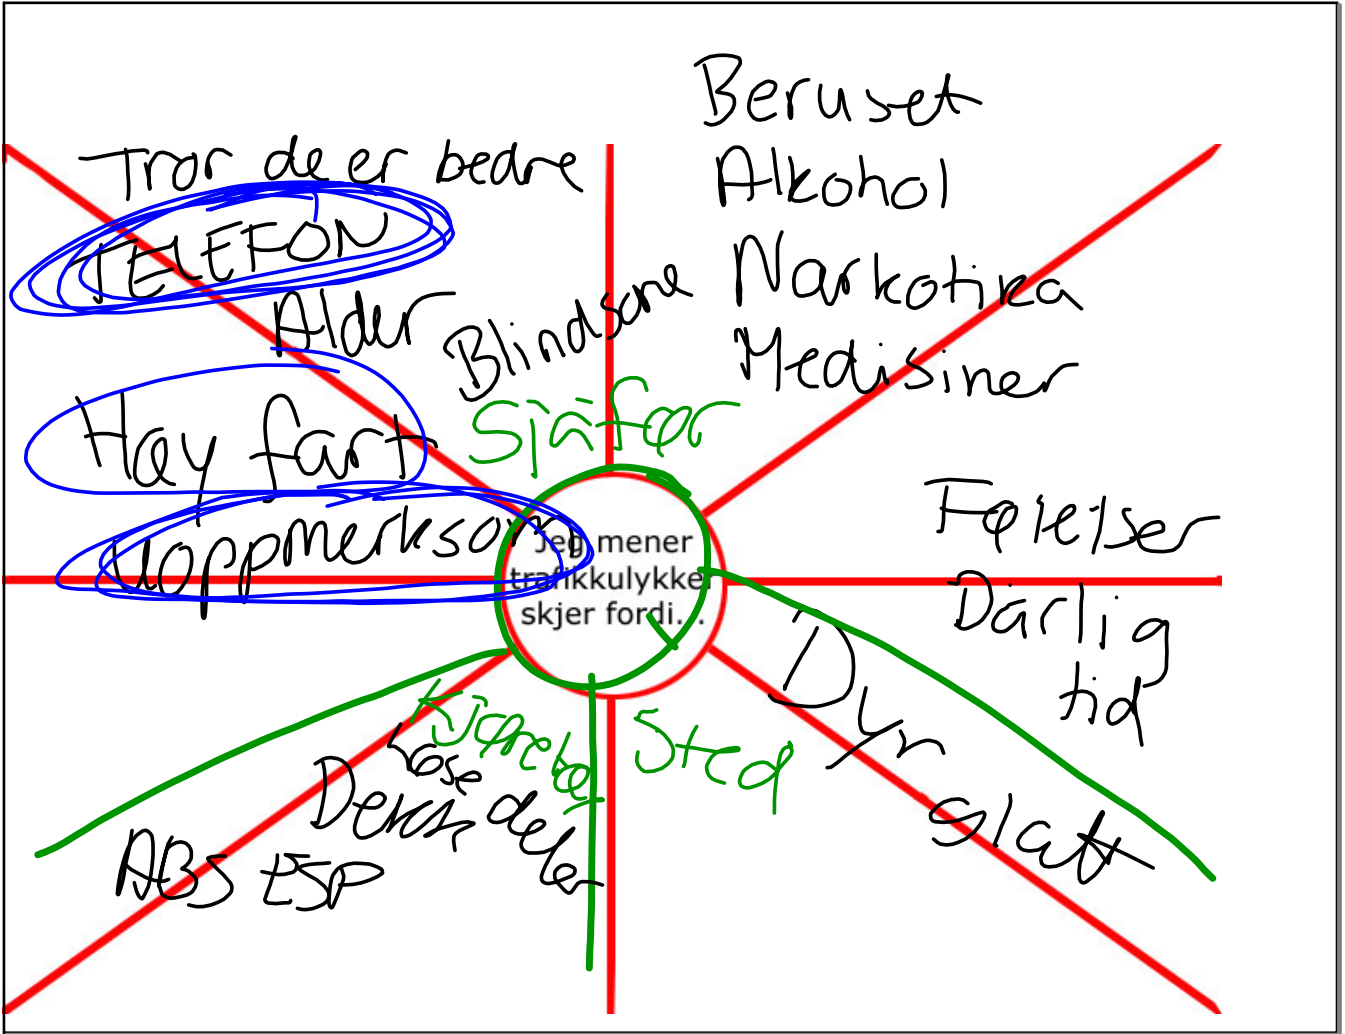 Beruset
Alkohol
Narkotika
Medisiner
Tror de er bedre
TELEFON
Alder
Blindsone
Høy fart
Uoppmerksom
Sjåfør
Jeg mener
trafikkulykker
skjer fordi...
Følelser
Dårlig
tid
Dyr
glatt
Sted
Kjøretøy
Løse
deler
Dekk
ABS ESP